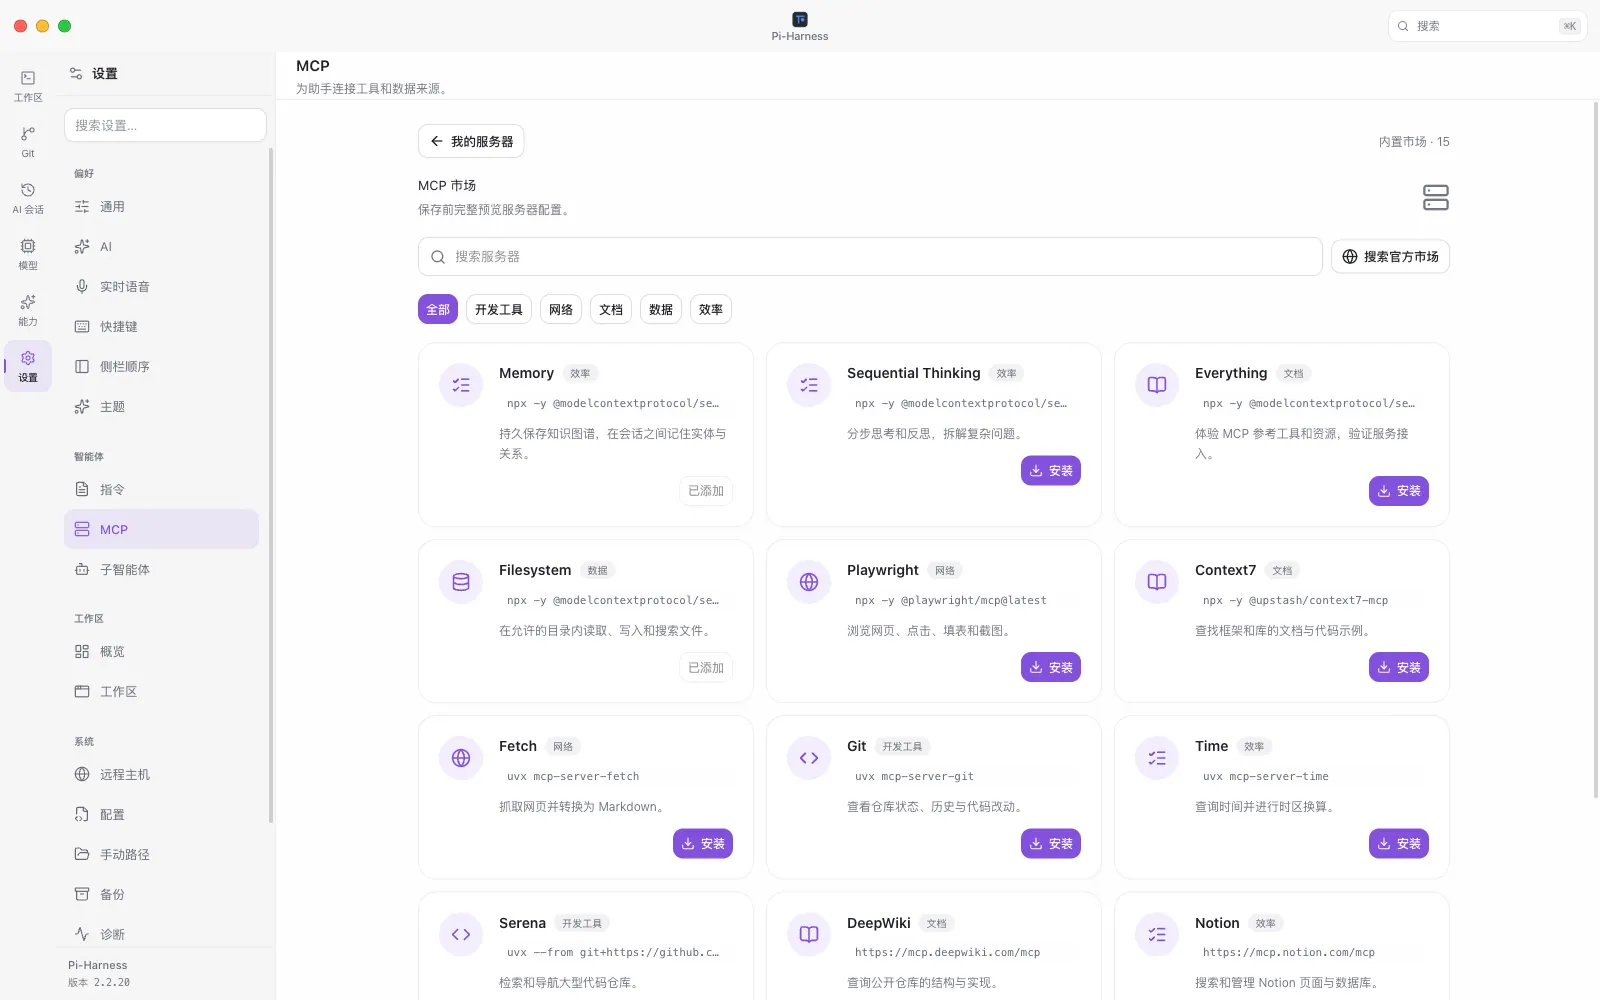 Pi-Harness
搜索
⌘K
工作区
Git
AI 会话
模型
能力
设置
设置
搜索设置...
偏好
通用
AI
实时语音
快捷键
侧栏顺序
主题
智能体
指令
MCP
子智能体
工作区
概览
工作区
系统
远程主机
配置
手动路径
备份
诊断
Pi-Harness
版本 2.2.20
MCP
为助手连接工具和数据来源。
我的服务器
内置市场 · 15
MCP 市场
保存前完整预览服务器配置。
搜索服务器
搜索官方市场
全部
开发工具
网络
文档
数据
效率
Memory 效率
npx -y @modelcontextprotocol/se…
持久保存知识图谱，在会话之间记住实体与
关系。
已添加
Sequential Thinking 效率
npx -y @modelcontextprotocol/se…
分步思考和反思，拆解复杂问题。
安装
Everything 文档
npx -y @modelcontextprotocol/se…
体验 MCP 参考工具和资源，验证服务接
入。
安装
Filesystem 数据
npx -y @modelcontextprotocol/se…
在允许的目录内读取、写入和搜索文件。
已添加
Playwright 网络
npx -y @playwright/mcp@latest
浏览网页、点击、填表和截图。
安装
Context7 文档
npx -y @upstash/context7-mcp
查找框架和库的文档与代码示例。
安装
Fetch 网络
uvx mcp-server-fetch
抓取网页并转换为 Markdown。
安装
Git 开发工具
uvx mcp-server-git
查看仓库状态、历史与代码改动。
安装
Time 效率
uvx mcp-server-time
查询时间并进行时区换算。
安装
Serena 开发工具
uvx --from git+https://github.c…
检索和导航大型代码仓库。
DeepWiki 文档
https://mcp.deepwiki.com/mcp
查询公开仓库的结构与实现。
Notion 效率
https://mcp.notion.com/mcp
搜索和管理 Notion 页面与数据库。